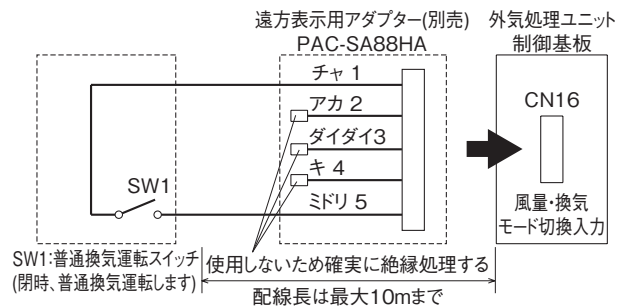 遠方表示用アダプター(別売)
PAC-SA88HA
外気処理ユニット
制御基板
チャ 1
アカ 2
ダイダイ3
キ 4
ミドリ 5
SW1
CN16
風量・換気
モード切換入力
SW1:普通換気運転スイッチ
(閉時、普通換気運転します)
使用しないため確実に絶縁処理する
配線長は最大10mまで